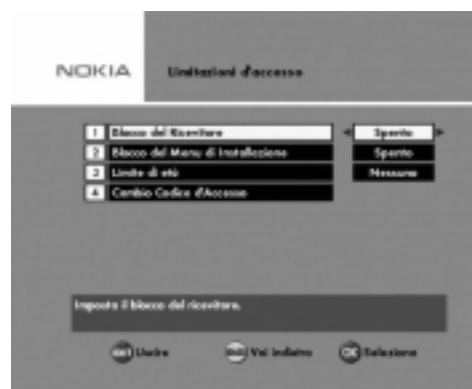 NOKIA
Limitazioni d'accesso
1 Blocco del Ricevitore Spento
2 Blocco del Menu di Installazione Spento
3 Limite di età Nessuno
4 Cambio Codice d'Accesso
Imposta il blocco del ricevitore.
Uscire Vai indietro OK Seleziona